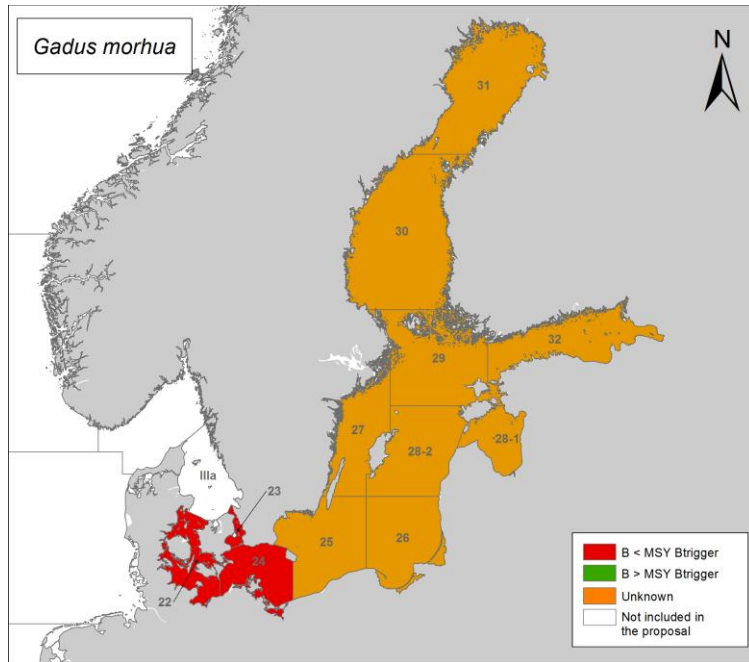 Gadus morhua
N
31
30
32
29
27
28-1
28-2
IIIa
23
25
26
24
22
B < MSY Btrigger
B > MSY Btrigger
Unknown
Not included in
the proposal